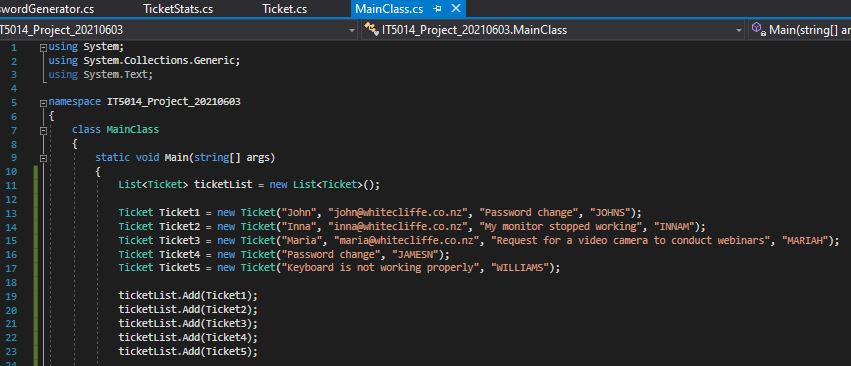 swordGenerator.cs TicketStats.cs Ticket.cs MainClass.cs
IT5014_Project_20210603 IT5014_Project_20210603.MainClass Main(string[] ar
1 using System;
2 using System.Collections.Generic;
3 using System.Text;
4
5 namespace IT5014_Project_20210603
6 {
7 class MainClass
8 {
9 static void Main(string[] args)
10 {
11 List<Ticket> ticketList = new List<Ticket>();
12
13 Ticket Ticket1 = new Ticket("John", "john@whitecliffe.co.nz", "Password change", "JOHNS");
14 Ticket Ticket2 = new Ticket("Inna", "inna@whitecliffe.co.nz", "My monitor stopped working", "INNAM");
15 Ticket Ticket3 = new Ticket("Maria", "maria@whitecliffe.co.nz", "Request for a video camera to conduct webinars", "MARIAH");
16 Ticket Ticket4 = new Ticket("Password change", "JAMESN");
17 Ticket Ticket5 = new Ticket("Keyboard is not working properly", "WILLIAMS");
18
19 ticketList.Add(Ticket1);
20 ticketList.Add(Ticket2);
21 ticketList.Add(Ticket3);
22 ticketList.Add(Ticket4);
23 ticketList.Add(Ticket5);
24